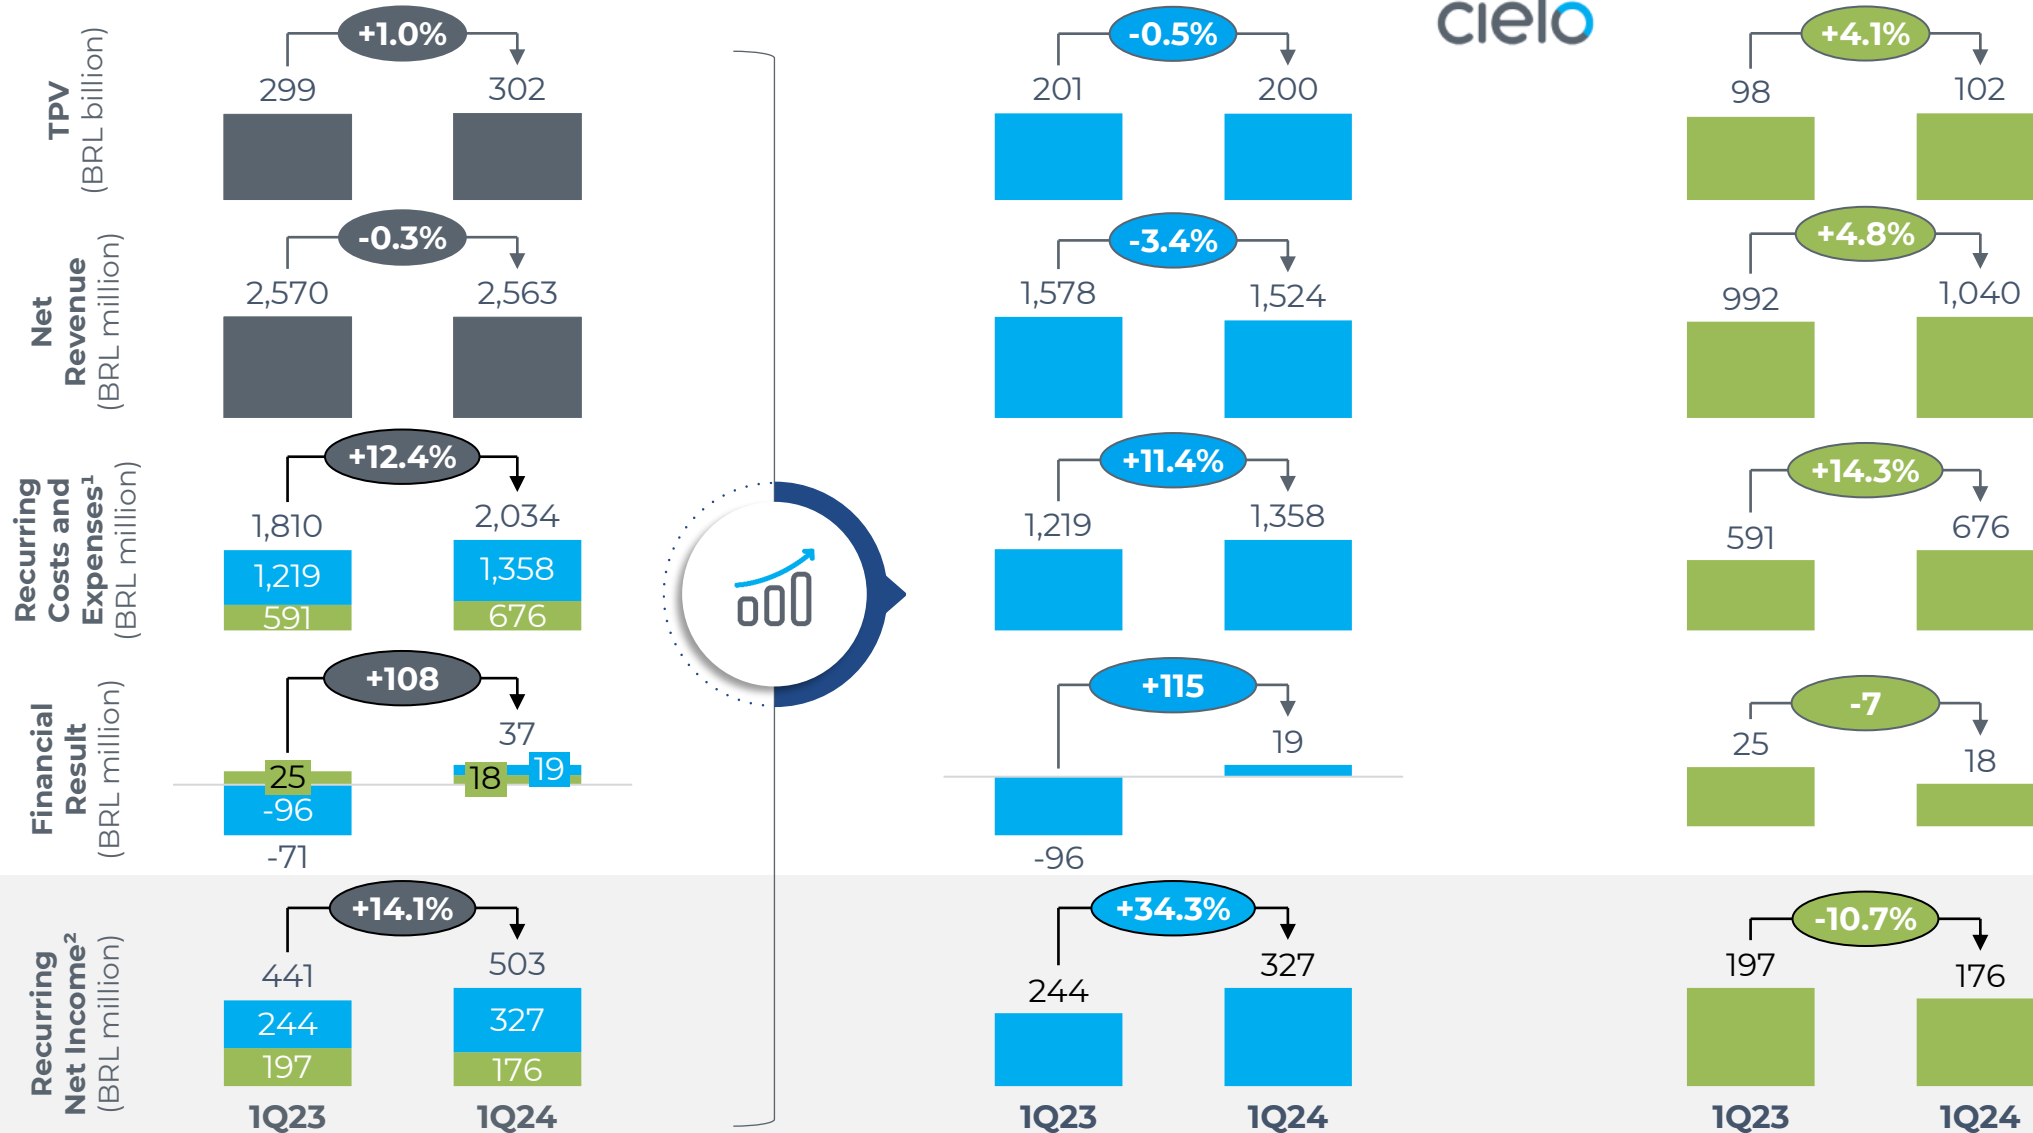 cielo
TPV
(BRL billion)
+1.0%
299
302
-0.5%
201
200
+4.1%
98
102
Net
Revenue
(BRL million)
-0.3%
2,570
2,563
-3.4%
1,578
1,524
+4.8%
992
1,040
Recurring
Costs and
Expenses¹
(BRL million)
+12.4%
1,810
2,034
1,219
1,358
591
676
+11.4%
1,219
1,358
+14.3%
591
676
Financial
Result
(BRL million)
+108
37
25
18
19
-96
-71
+115
19
-96
-7
25
18
Recurring
Net Income²
(BRL million)
+14.1%
441
503
244
327
197
176
+34.3%
244
327
-10.7%
197
176
1Q23
1Q24
1Q23
1Q24
1Q23
1Q24